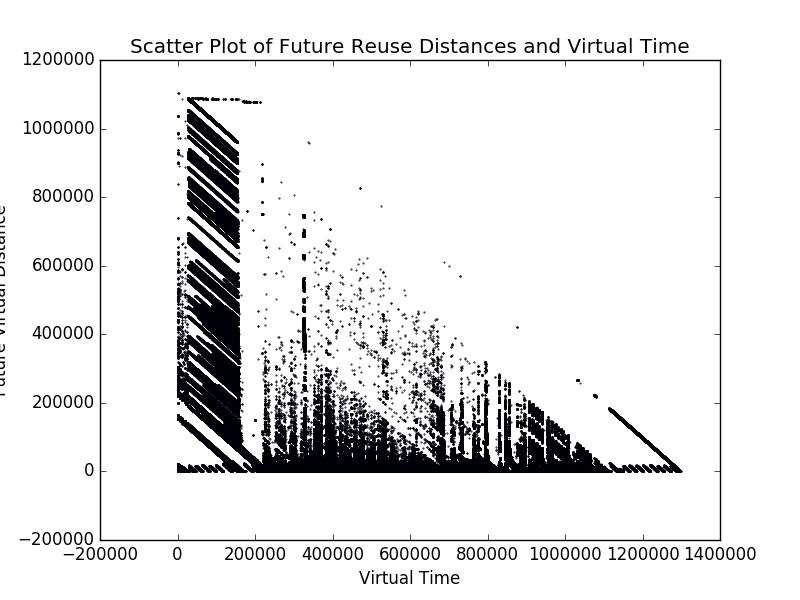 Scatter Plot of Future Reuse Distances and Virtual Time
1200000
1000000
800000
600000
400000
200000
0
−200000
Future Virtual Distance
−200000 0 200000 400000 600000 800000 1000000 1200000 1400000
Virtual Time